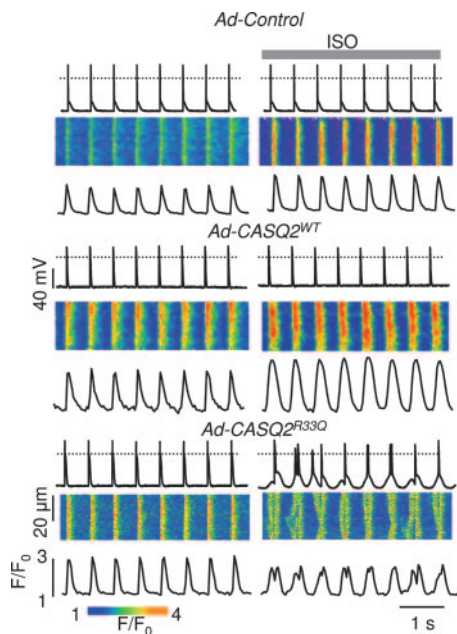 Ad-Control
ISO
Ad-CASQ2WT
40 mV
Ad-CASQ2R33Q
20 µm
F/F0
3
1
1
4
F/F0
1 s